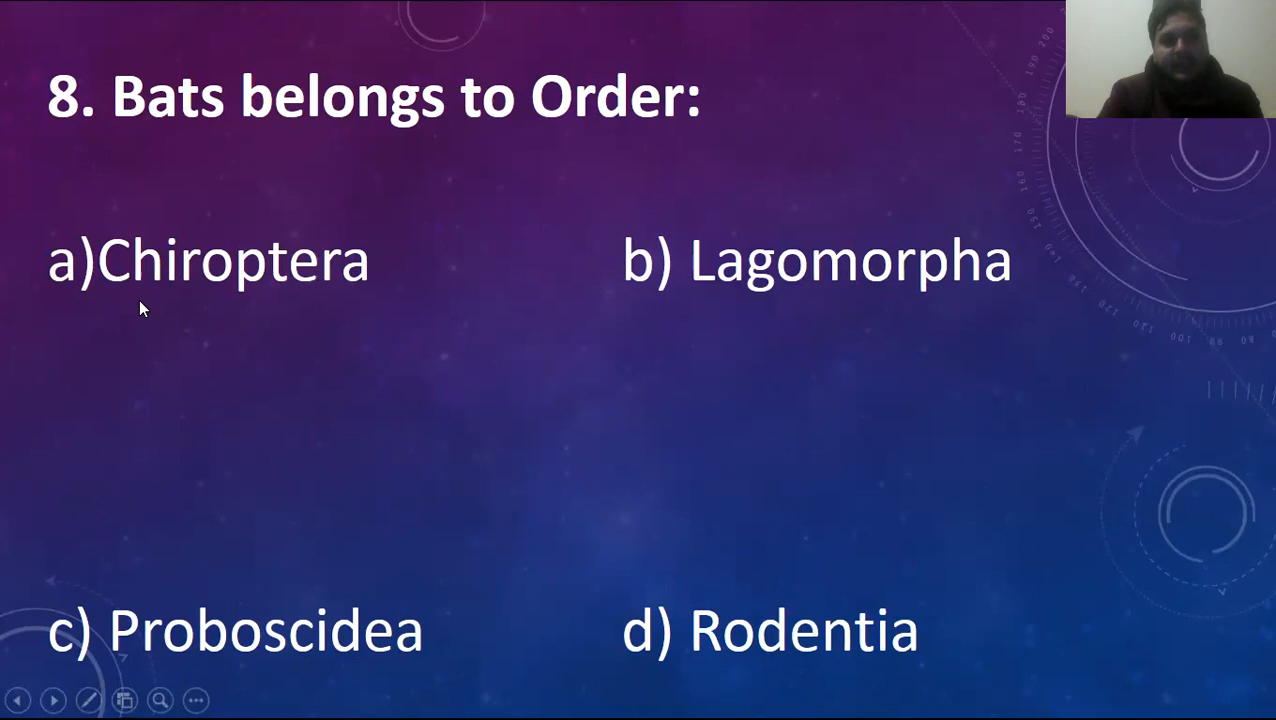 8. Bats belongs to Order:
a)Chiroptera
b) Lagomorpha
c) Proboscidea
d) Rodentia